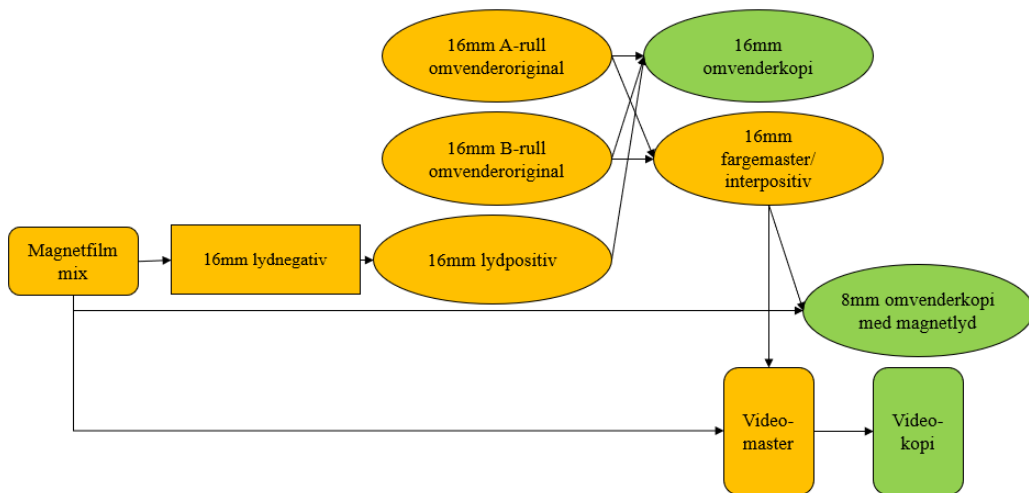 16mm A-rull
omvenderoriginal
16mm
omvenderkopi
16mm B-rull
omvenderoriginal
16mm
fargemaster/
interpositiv
Magnetfilm
mix
16mm lydnegativ
16mm lydpositiv
8mm omvenderkopi
med magnetlyd
Video-
master
Video-
kopi